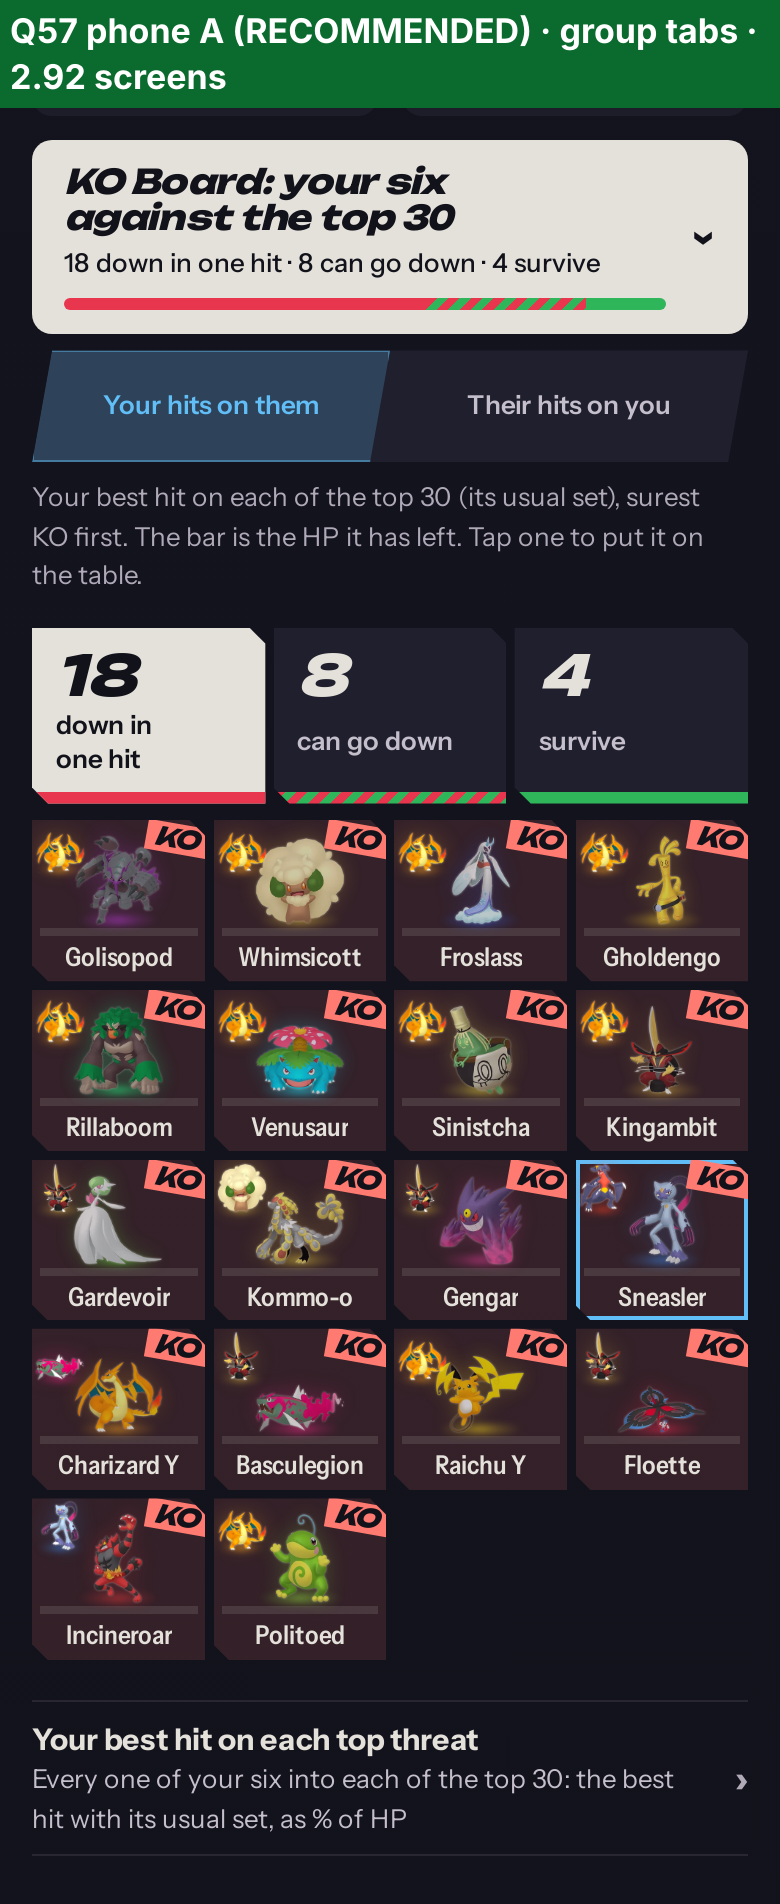 Q57 phone A (RECOMMENDED) · group tabs ·
2.92 screens
KO Board: your six
against the top 30
18 down in one hit · 8 can go down · 4 survive
Your hits on them
Their hits on you
Your best hit on each of the top 30 (its usual set), surest
KO first. The bar is the HP it has left. Tap one to put it on
the table.
18
down in
one hit
8
can go down
4
survive
KO
KO
KO
KO
Golisopod
Whimsicott
Froslass
Gholdengo
KO
KO
KO
KO
Rillaboom
Venusaur
Sinistcha
Kingambit
KO
KO
KO
KO
Gardevoir
Kommo-o
Gengar
Sneasler
KO
KO
KO
KO
Charizard Y
Basculegion
Raichu Y
Floette
KO
KO
Incineroar
Politoed
Your best hit on each top threat
Every one of your six into each of the top 30: the best
hit with its usual set, as % of HP